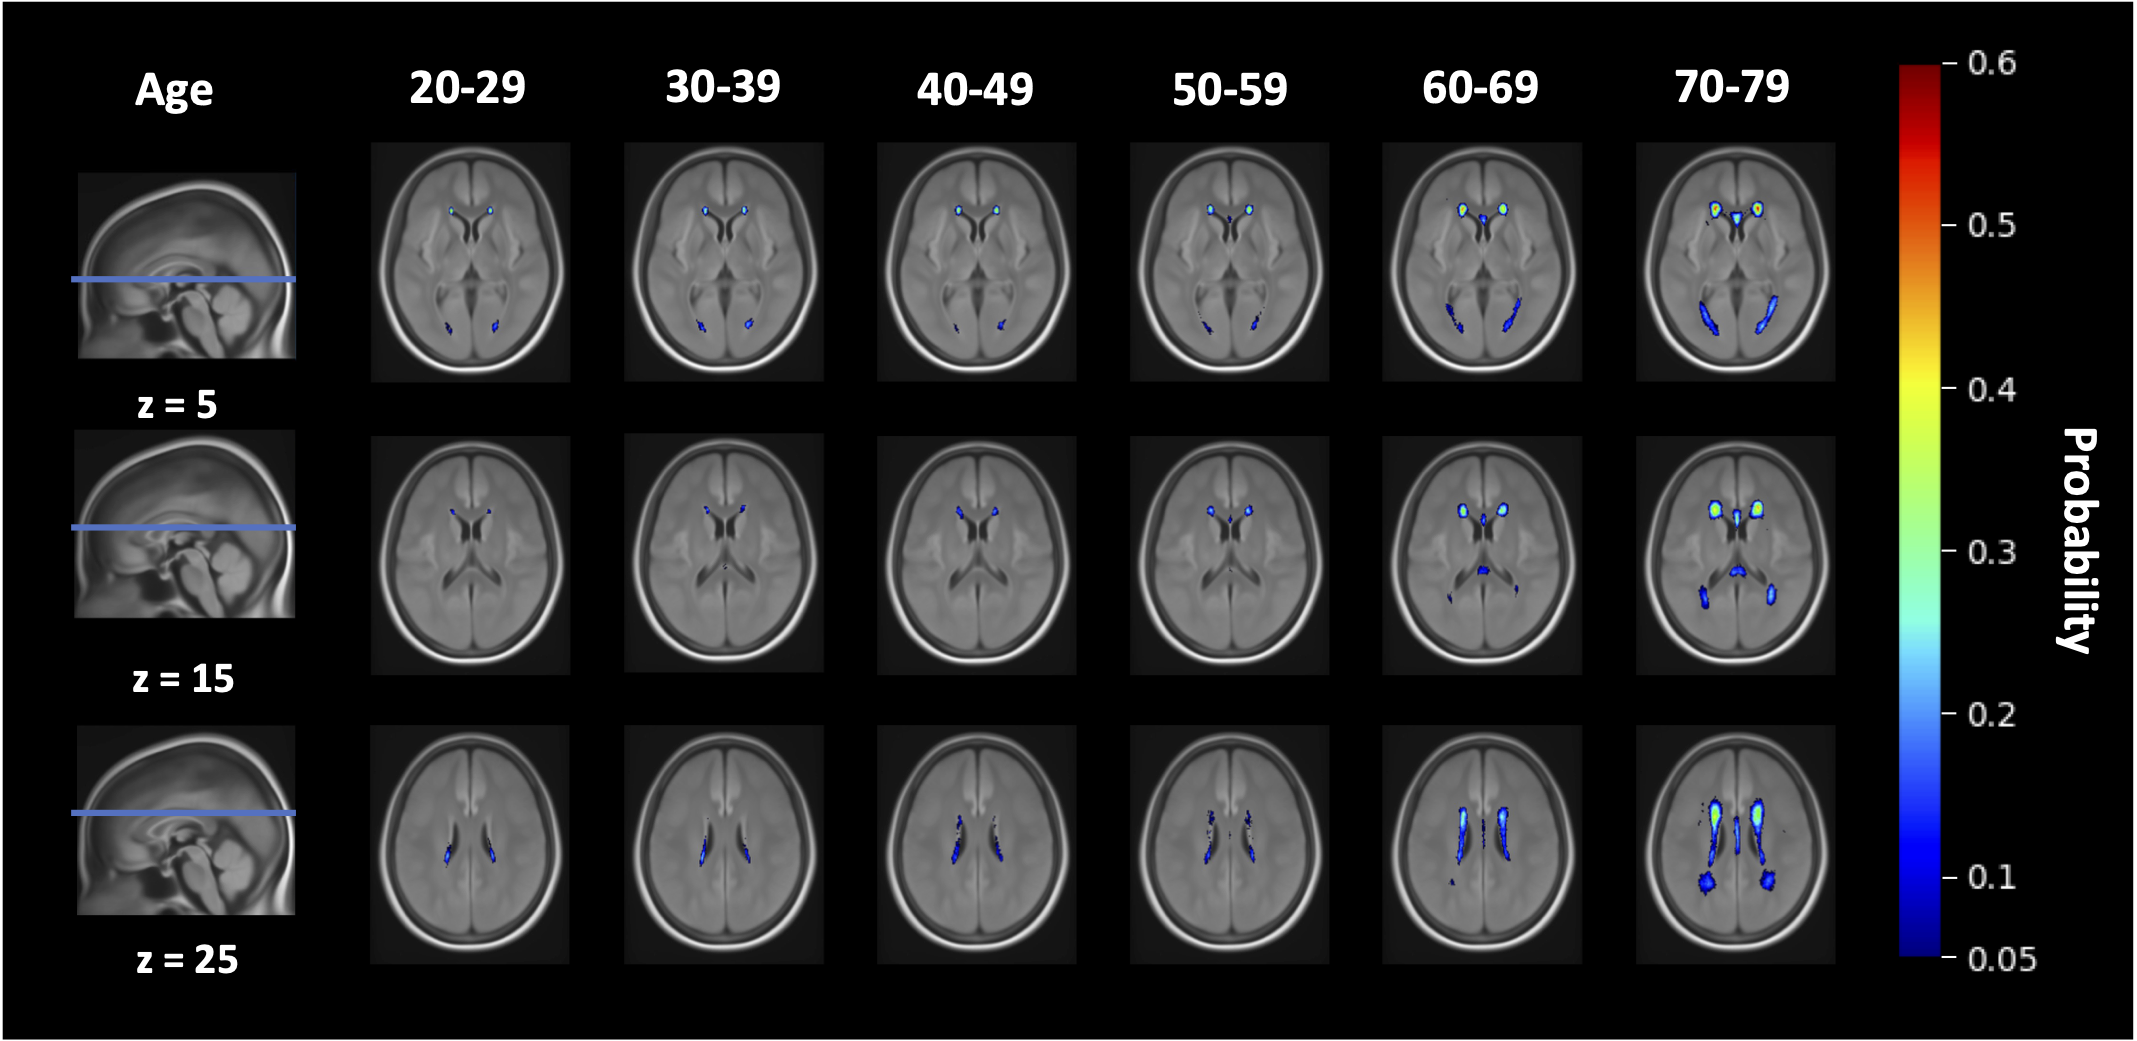 Age 20-29 30-39 40-49 50-59 60-69 70-79
z = 5
z = 15
z = 25
0.6
0.5
0.4
0.3
0.2
0.1
0.05
Probability